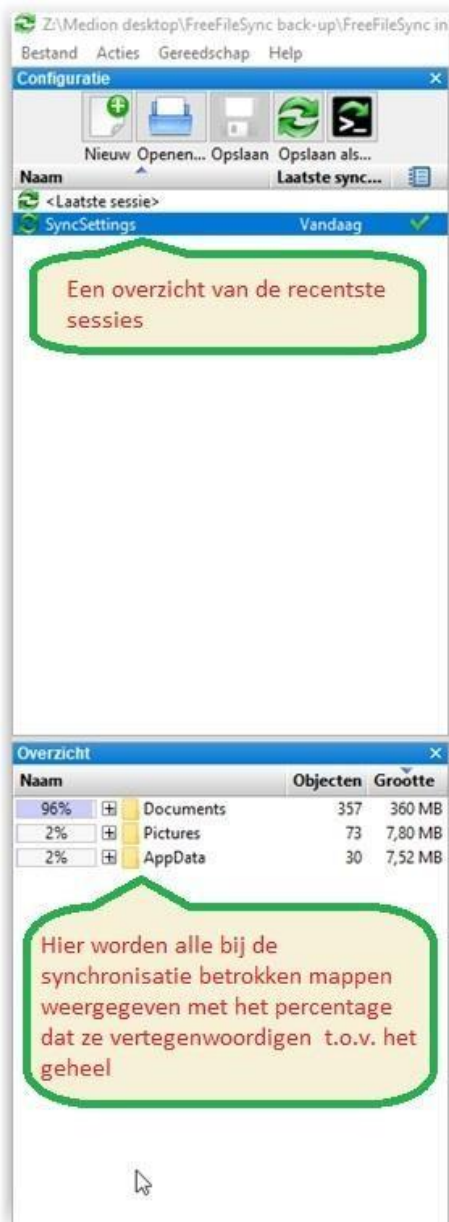 Z:\Medion desktop\FreeFileSync back-up\FreeFileSync in
Bestand Acties Gereedschap Help
Configuratie
Nieuw Openen... Opslaan Opslaan als...
Naam Laatste sync...
<Laatste sessie>
SyncSettings Vandaag
Een overzicht van de recentste
sessies
Overzicht
Naam Objecten Grootte
96% Documents 357 360 MB
2% Pictures 73 7,80 MB
2% AppData 30 7,52 MB
Hier worden alle bij de
synchronisatie betrokken mappen
weergegeven met het percentage
dat ze vertegenwoordigen t.o.v. het
geheel